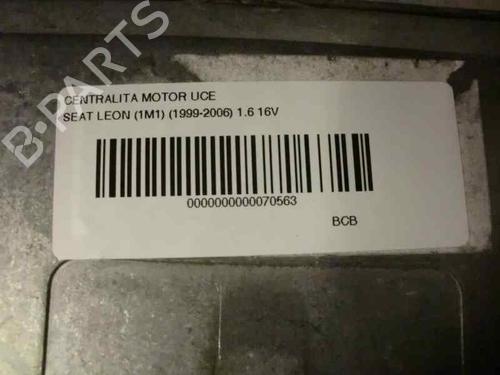 B-PARTS
CENTRALITA MOTOR UCE
SEAT LEON (1M1) (1999-2006) 1.6 16V
0000000000070563
BCB